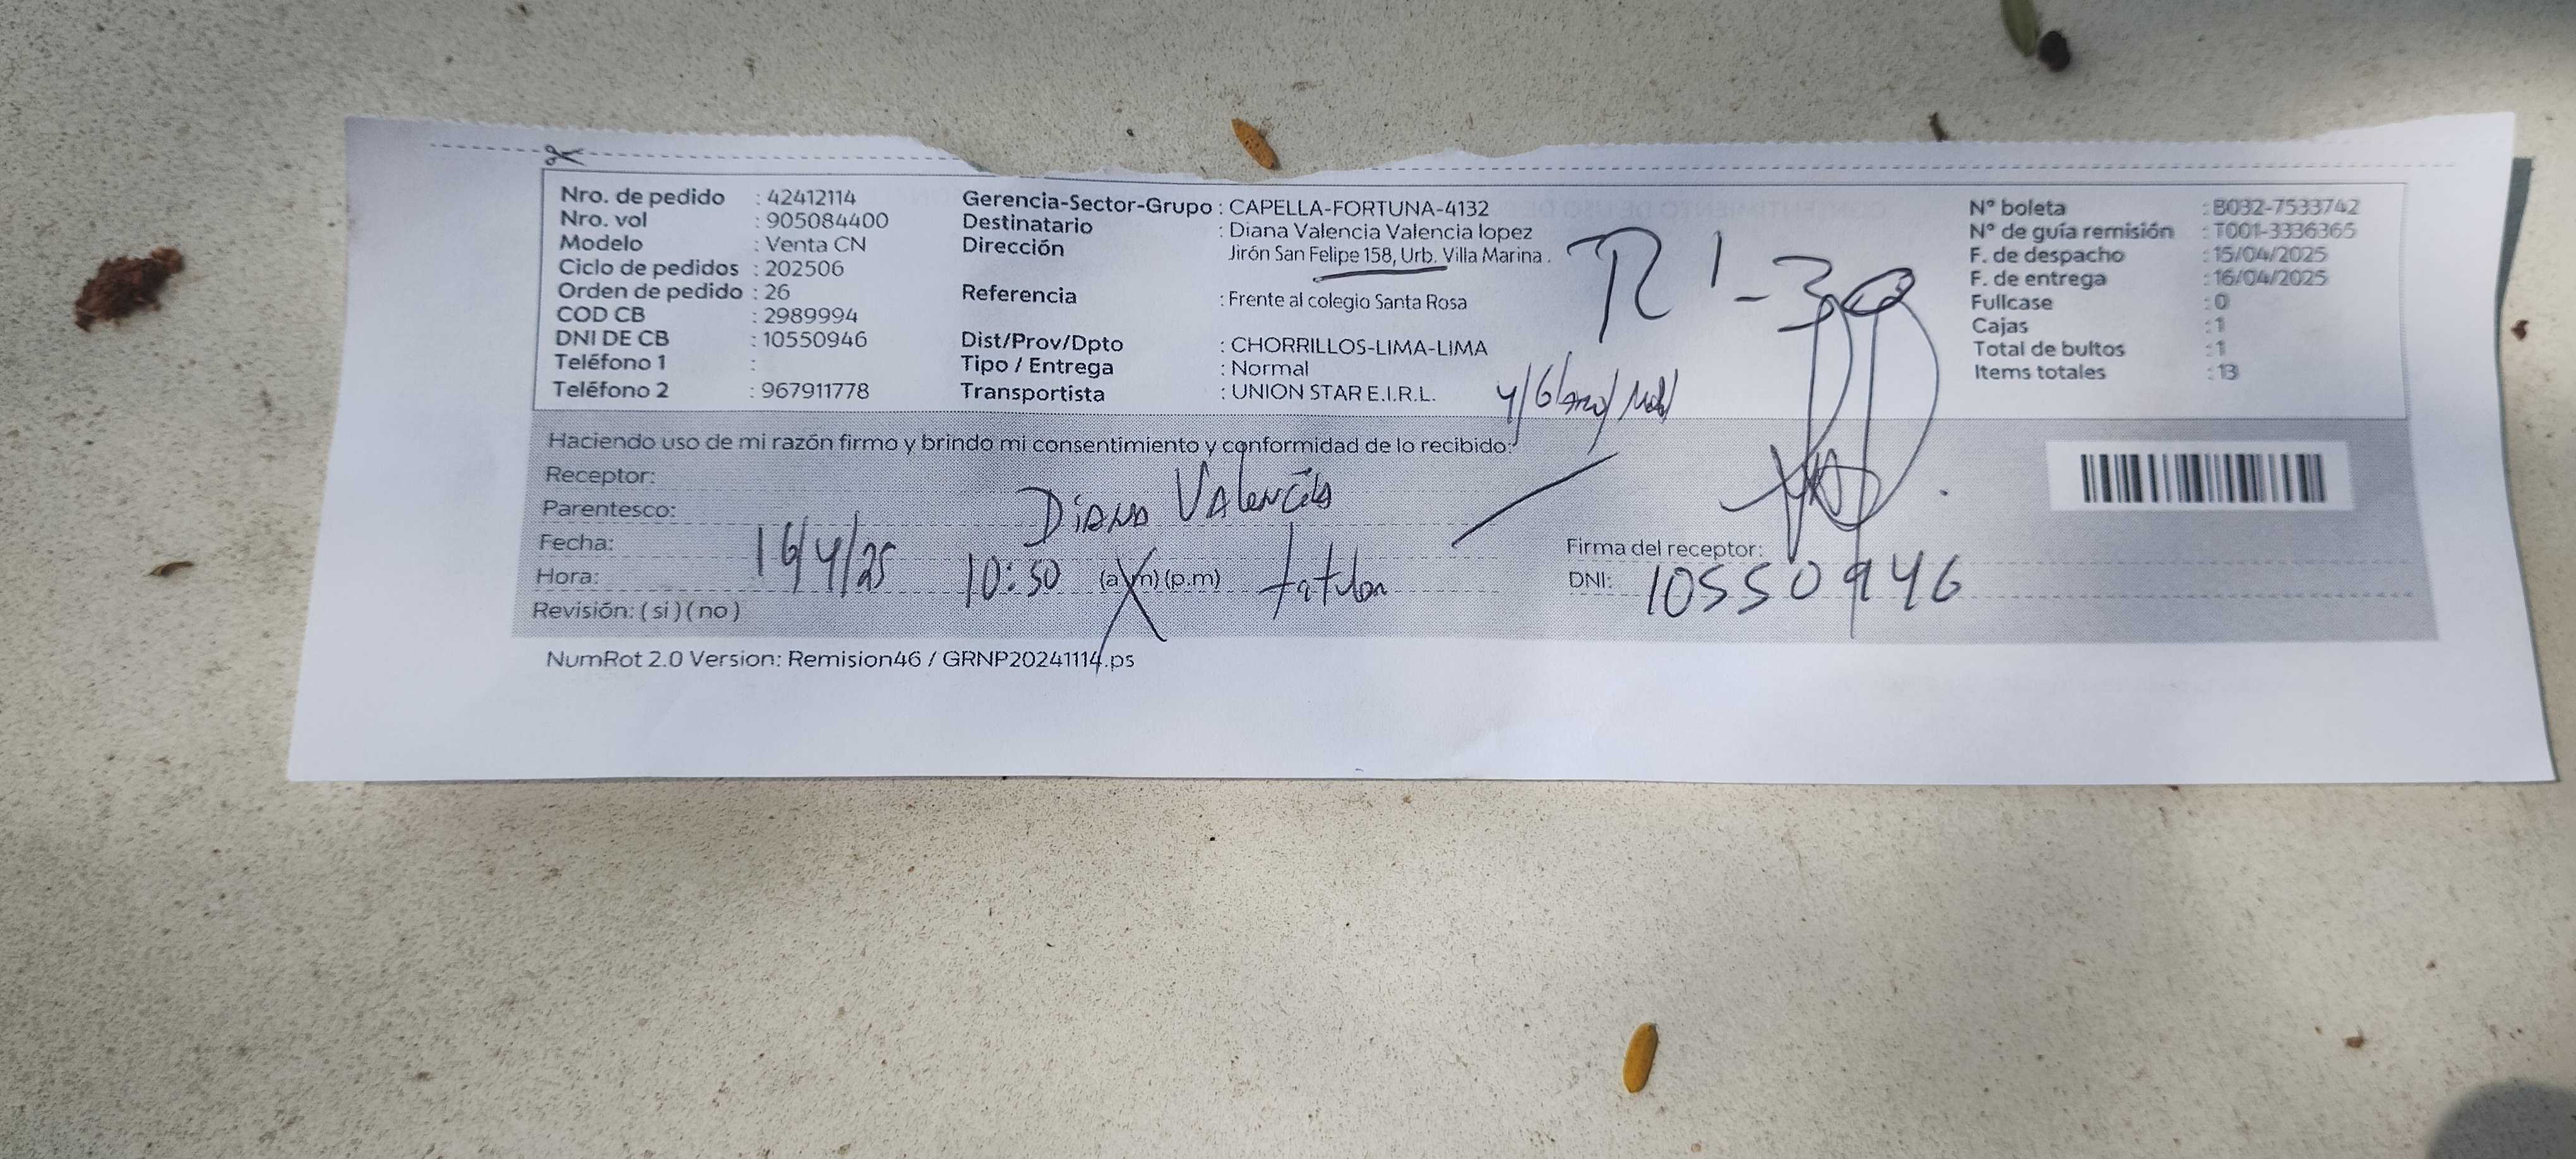 Nro. de pedido : 42412114
Nro. vol : 905084400
Modelo : Venta CN
Ciclo de pedidos : 202506
Orden de pedido : 26
COD CB : 2989994
DNI DE CB : 10550946
Teléfono 1 :
Teléfono 2 : 967911778
Gerencia-Sector-Grupo : CAPELLA-FORTUNA-4132
Destinatario : Diana Valencia Valencia lopez
Dirección Jirón San Felipe 158, Urb. Villa Marina .
Referencia : Frente al colegio Santa Rosa
Dist/Prov/Dpto : CHORRILLOS-LIMA-LIMA
Tipo / Entrega : Normal
Transportista : UNION STAR E.I.R.L.
N° boleta : B032-7533742
N° de guía remisión : T001-3336365
F. de despacho : 15/04/2025
F. de entrega : 16/04/2025
Fullcase : 0
Cajas : 1
Total de bultos : 1
Items totales : 13
Haciendo uso de mi razón firmo y brindo mi consentimiento y conformidad de lo recibido:
Receptor: Diana Valencia
Parentesco:
Fecha: 16/4/25
Hora: 10:50 (a.m) (p.m) titular
Revisión: ( si ) ( no )
Firma del receptor:
DNI: 10550946
NumRot 2.0 Version: Remision46 / GRNP20241114.ps